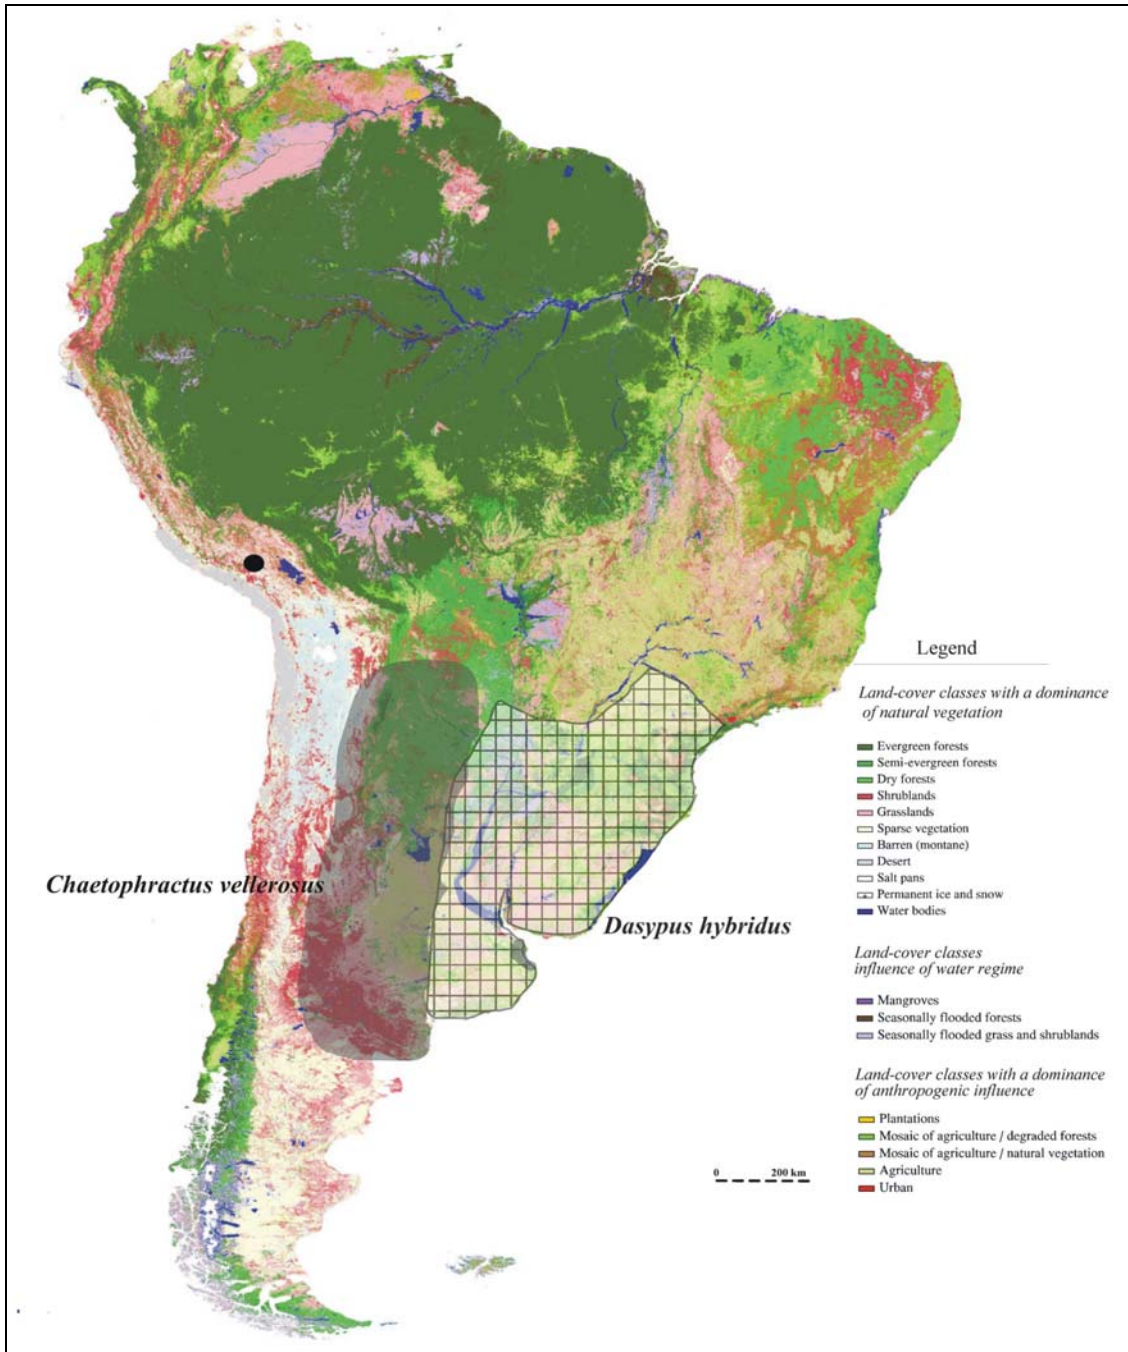 Chaetophractus vellerosus
Dasypus hybridus
Legend
Land-cover classes with a dominance
of natural vegetation
Evergreen forests
Semi-evergreen forests
Dry forests
Shrublands
Grasslands
Sparse vegetation
Barren (montane)
Desert
Salt pans
Permanent ice and snow
Water bodies
Land-cover classes
influence of water regime
Mangroves
Seasonally flooded forests
Seasonally flooded grass and shrublands
Land-cover classes with a dominance
of anthropogenic influence
Plantations
Mosaic of agriculture / degraded forests
Mosaic of agriculture / natural vegetation
Agriculture
Urban
0 200 km